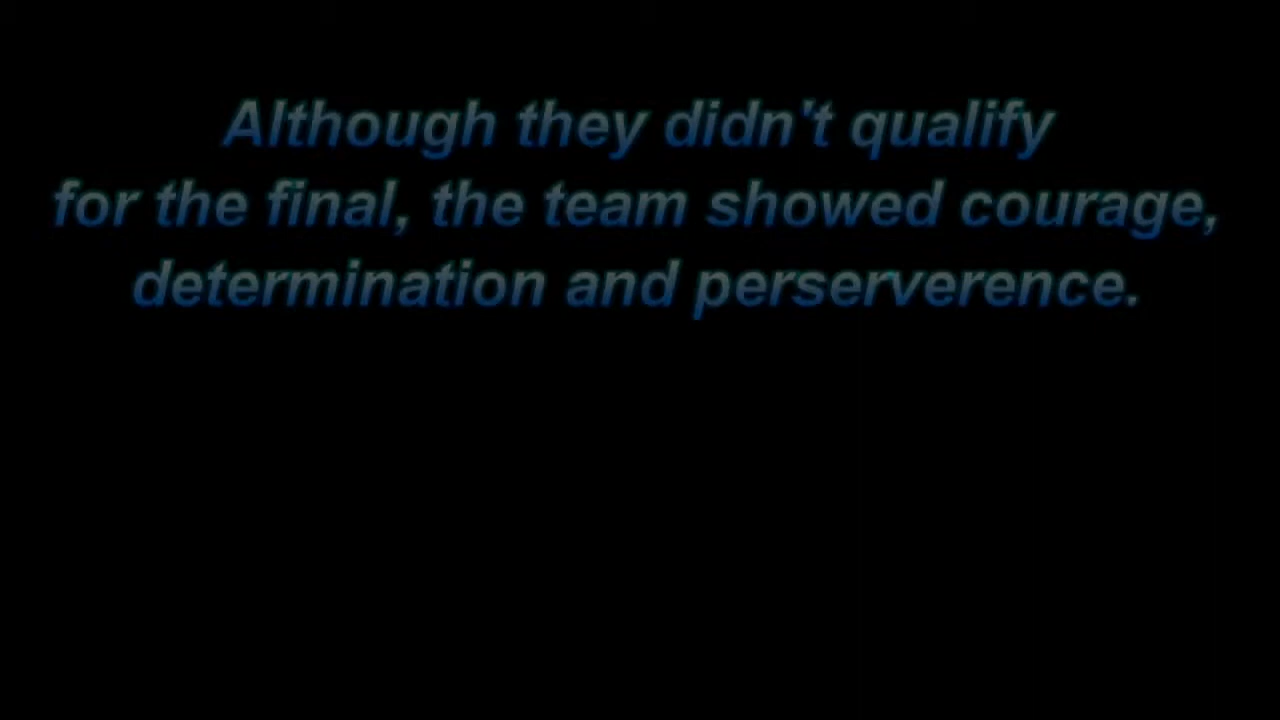 Although they didn't qualify
for the final, the team showed courage,
determination and perserverence.